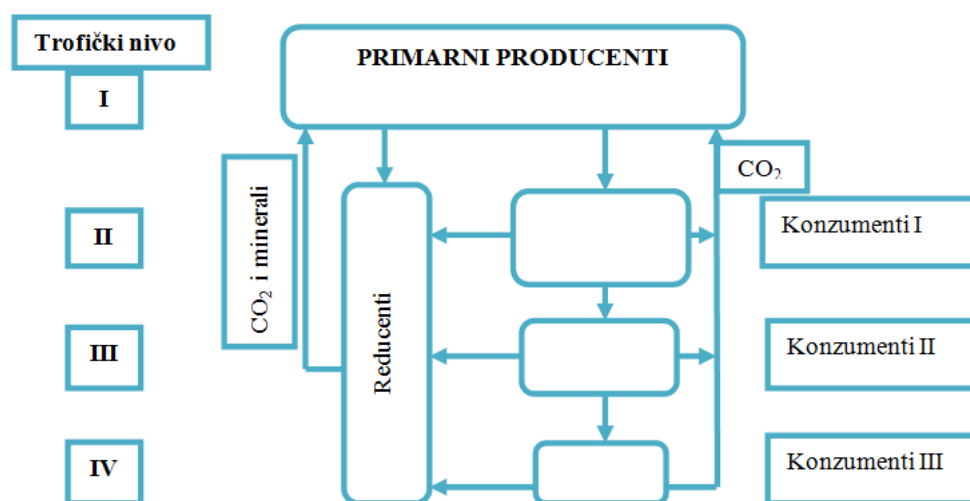 Trofički nivo
PRIMARNI PRODUCENTI
I
CO₂ i minerali
CO₂
II
Konzumenti I
Reducenti
III
Konzumenti II
IV
Konzumenti III